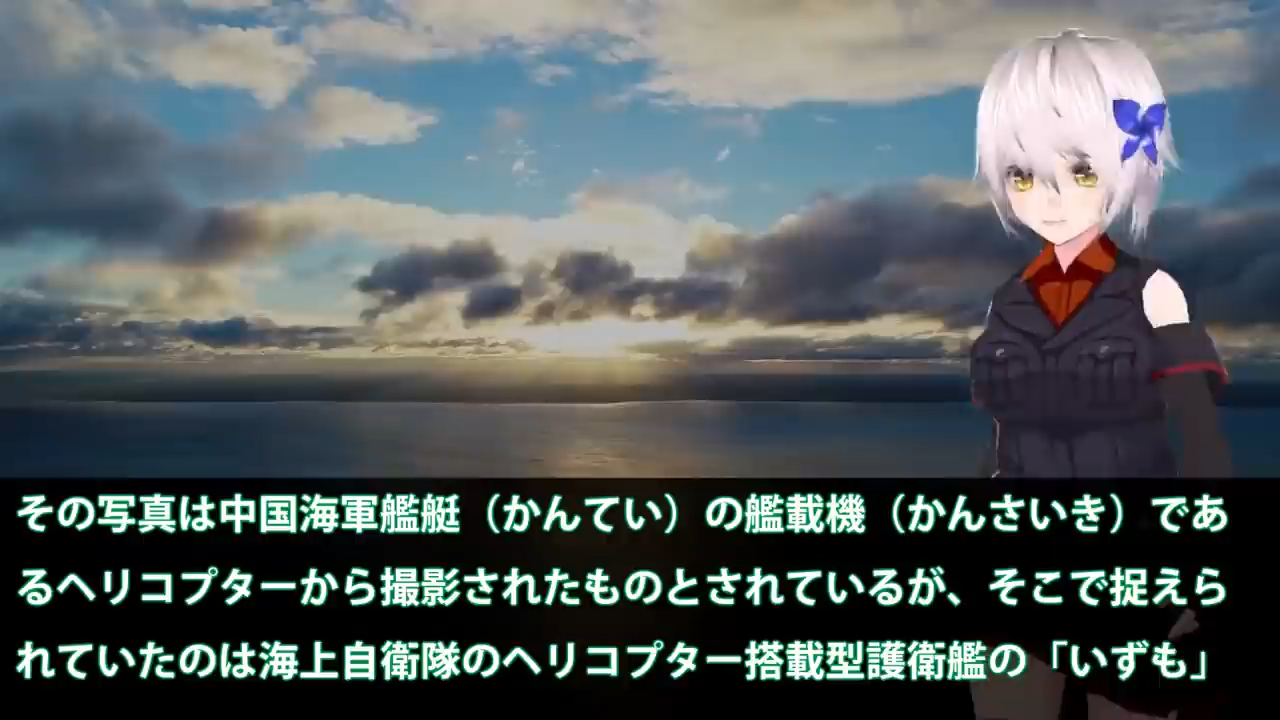 その写真は中国海軍艦艇（かんてい）の艦載機（かんさいき）であ
るヘリコプターから撮影されたものとされているが、そこで捉えら
れていたのは海上自衛隊のヘリコプター搭載型護衛艦の「いずも」